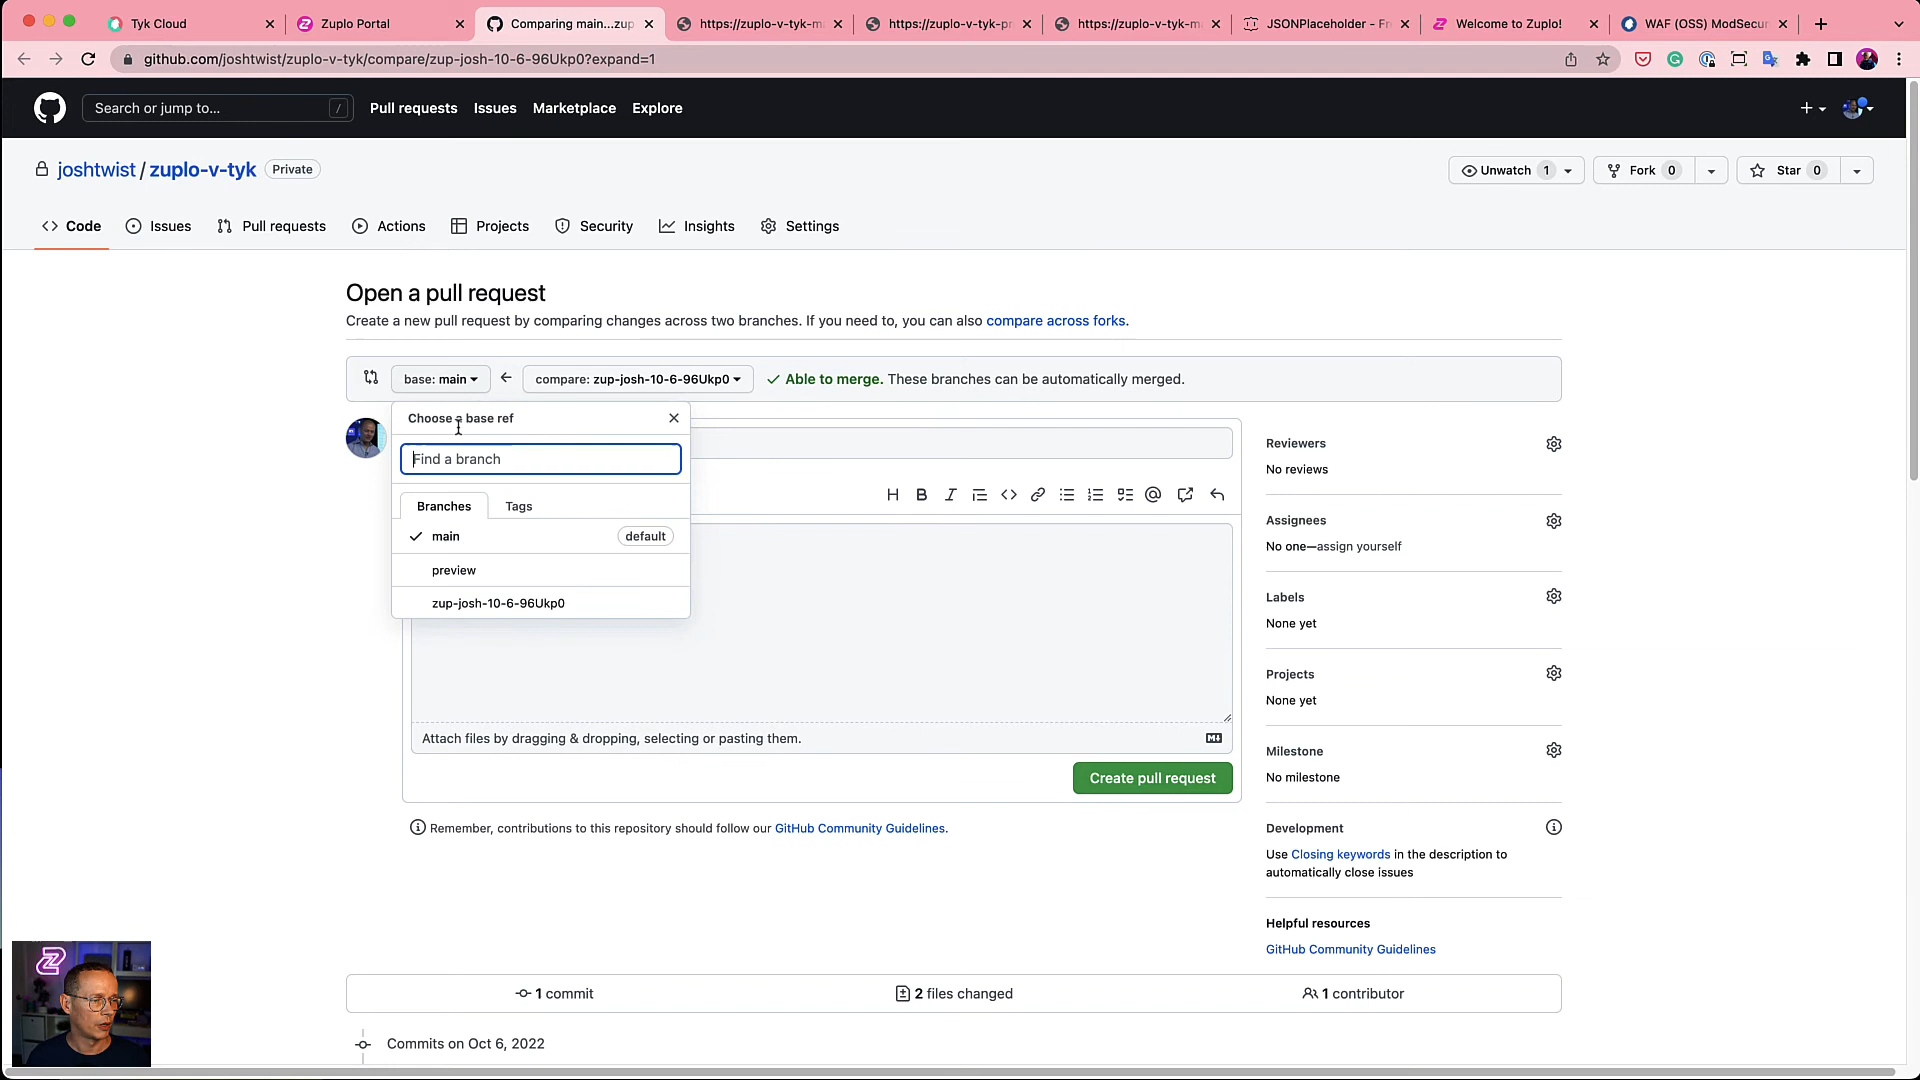 Tyk Cloud
Zuplo Portal
Comparing main...zup
https://zuplo-v-tyk-m
https://zuplo-v-tyk-p
https://zuplo-v-tyk-m
JSONPlaceholder - Fr
Welcome to Zuplo!
WAF (OSS) ModSecu
github.com/joshtwist/zuplo-v-tyk/compare/zup-josh-10-6-96Ukp0?expand=1
Search or jump to... /
Pull requests Issues Marketplace Explore
joshtwist / zuplo-v-tyk Private
Unwatch 1 Fork 0 Star 0
Code Issues Pull requests Actions Projects Security Insights Settings
Open a pull request
Create a new pull request by comparing changes across two branches. If you need to, you can also compare across forks.
base: main compare: zup-josh-10-6-96Ukp0 Able to merge. These branches can be automatically merged.
Choose a base ref
Find a branch
Branches Tags
main default
preview
zup-josh-10-6-96Ukp0
Attach files by dragging & dropping, selecting or pasting them.
Create pull request
Remember, contributions to this repository should follow our GitHub Community Guidelines.
Reviewers
No reviews
Assignees
No one—assign yourself
Labels
None yet
Projects
None yet
Milestone
No milestone
Development
Use Closing keywords in the description to
automatically close issues
Helpful resources
GitHub Community Guidelines
1 commit 2 files changed 1 contributor
Commits on Oct 6, 2022